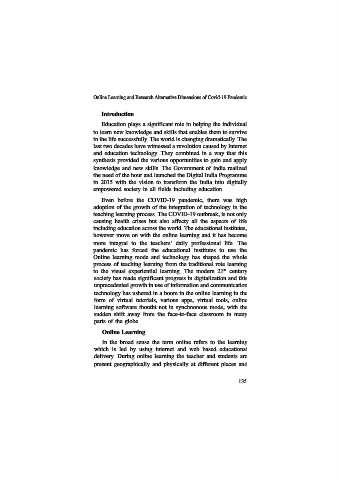 Online Learning and Research Alternative Dimensions of Covid-19 Pandemic
Introduction
Education plays a significant role in helping the individual
to learn new knowledge and skills that enables them to survive
in the life successfully. The world is changing dramatically. The
last two decades have witnessed a revolution caused by Internet
and education technology. They combined in a way that this
synthesis provided the various opportunities to gain and apply
knowledge and new skills. The Government of India realised
the need of the hour and launched the Digital India Programme
in 2015 with the vision to transform the India into digitally
empowered society in all fields including education.
Even before the COVID-19 pandemic, there was high
adoption of the growth of the integration of technology in the
teaching learning process. The COVID-19 outbreak, is not only
causing health crises but also affects all the aspects of life
including education across the world. The educational institutes,
however move on with the online learning and it has become
more integral to the teachers' daily professional life. The
pandemic has forced the educational institutes to use the
Online learning mode and technology has shaped the whole
process of teaching learning from the traditional rote learning
to the visual experiential learning. The modern 21st century
society has made significant progress in digitalization and this
unprecedented growth in use of information and communication
technology has ushered in a boom in the online learning in the
form of virtual tutorials, various apps, virtual tools, online
learning software thought not in synchronous mode, with the
sudden shift away from the face-to-face classroom in many
parts of the globe.
Online Learning
In the broad sense the term online refers to the learning
which is led by using internet and web based educational
delivery. During online learning the teacher and students are
present geographically and physically at different places and